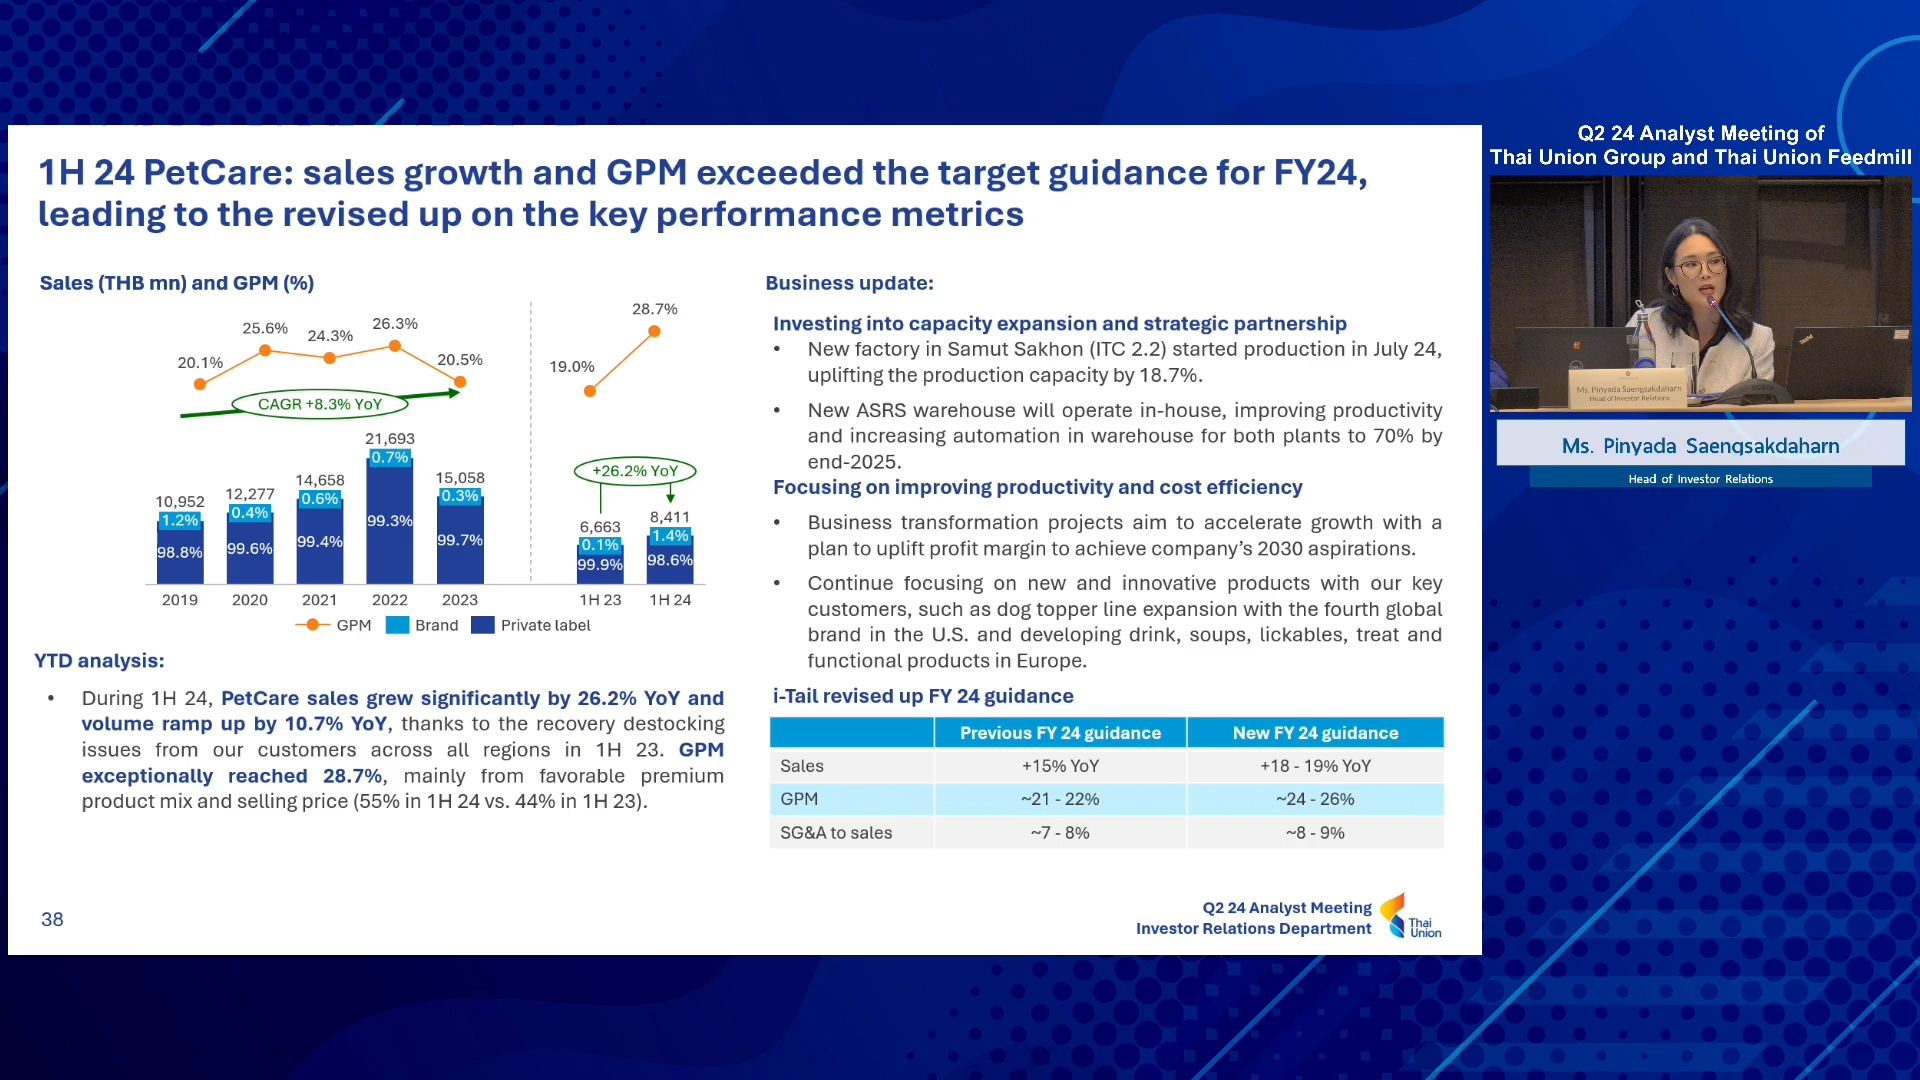 1H 24 PetCare: sales growth and GPM exceeded the target guidance for FY24,
leading to the revised up on the key performance metrics
Sales (THB mn) and GPM (%)
20.1%
25.6%
24.3%
26.3%
20.5%
19.0%
28.7%
CAGR +8.3% YoY
+26.2% YoY
10,952
12,277
14,658
21,693
15,058
6,663
8,411
1.2%
0.4%
0.6%
0.7%
0.3%
0.1%
1.4%
98.8%
99.6%
99.4%
99.3%
99.7%
99.9%
98.6%
2019
2020
2021
2022
2023
1H 23
1H 24
GPM
Brand
Private label
YTD analysis:
• During 1H 24, PetCare sales grew significantly by 26.2% YoY and
volume ramp up by 10.7% YoY, thanks to the recovery destocking
issues from our customers across all regions in 1H 23. GPM
exceptionally reached 28.7%, mainly from favorable premium
product mix and selling price (55% in 1H 24 vs. 44% in 1H 23).
Business update:
Investing into capacity expansion and strategic partnership
• New factory in Samut Sakhon (ITC 2.2) started production in July 24,
uplifting the production capacity by 18.7%.
• New ASRS warehouse will operate in-house, improving productivity
and increasing automation in warehouse for both plants to 70% by
end-2025.
Focusing on improving productivity and cost efficiency
• Business transformation projects aim to accelerate growth with a
plan to uplift profit margin to achieve company's 2030 aspirations.
• Continue focusing on new and innovative products with our key
customers, such as dog topper line expansion with the fourth global
brand in the U.S. and developing drink, soups, lickables, treat and
functional products in Europe.
i-Tail revised up FY 24 guidance
Previous FY 24 guidance New FY 24 guidance
Sales +15% YoY +18 - 19% YoY
GPM ~21 - 22% ~24 - 26%
SG&A to sales ~7 - 8% ~8 - 9%
38
Q2 24 Analyst Meeting
Investor Relations Department
Thai
Union
Q2 24 Analyst Meeting of
Thai Union Group and Thai Union Feedmill
Ms. Pinyada Saengsakdaharn
Head of Investor Relations
Ms. Pinyada Saengsakdaharn
Head of Investor Relations